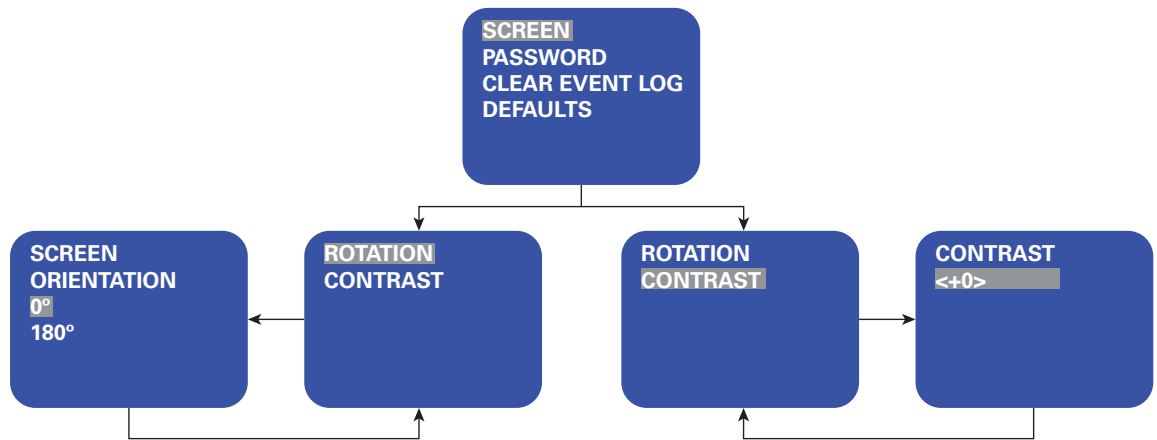 SCREEN
PASSWORD
CLEAR EVENT LOG
DEFAULTS
SCREEN
ORIENTATION
0º
180º
ROTATION
CONTRAST
ROTATION
CONTRAST
CONTRAST
<+0>